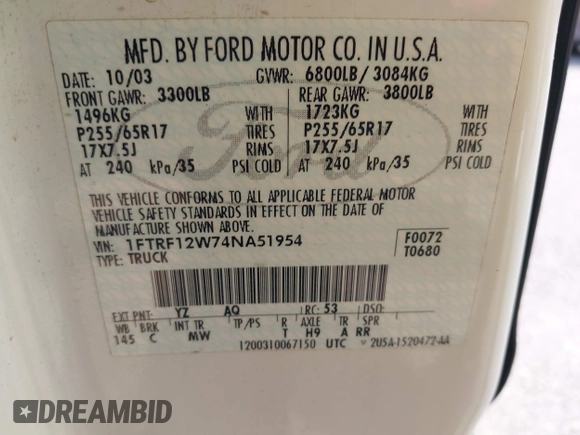 MFD. BY FORD MOTOR CO. IN U.S.A.
DATE: 10/03 GVWR: 6800LB/ 3084KG
FRONT GAWR: 3300LB REAR GAWR: 3800LB
1496KG WITH 1723KG WITH
P255/65R17 TIRES P255/65R17 TIRES
17X7.5J RIMS 17X7.5J RIMS
AT 240 kPa/35 PSI COLD AT 240 kPa/35 PSI COLD
THIS VEHICLE CONFORMS TO ALL APPLICABLE FEDERAL MOTOR
VEHICLE SAFETY STANDARDS IN EFFECT ON THE DATE OF
MANUFACTURE SHOWN ABOVE.
VIN: 1FTRF12W74NA51954 F0072
TYPE: TRUCK T0680
EXT PNT: YZ AQ RC: 53 DSO:
WB BRK INT TR TP/PS R AXLE TR SPR
145 C MW T H9 A RR
1200310067150 UTC 2U5A-1520472-AA
Ford
DREAMBID